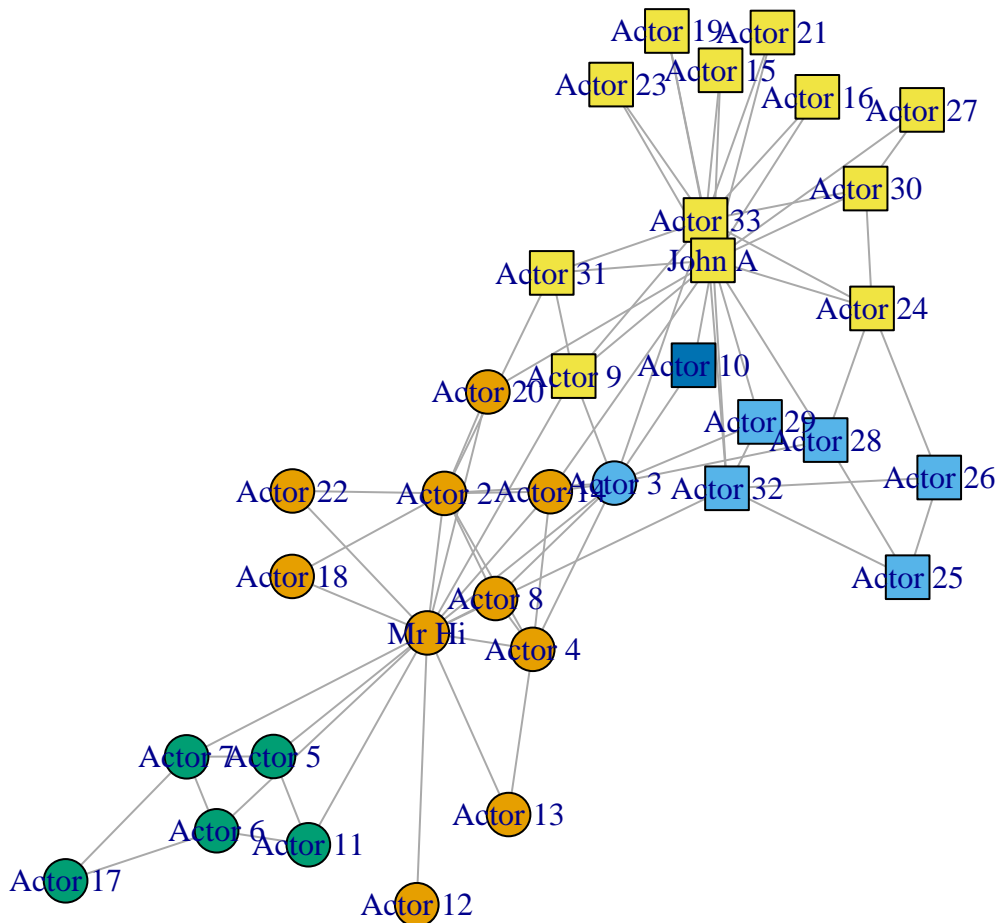 Actor 19
Actor 21
Actor 15
Actor 23
Actor 16
Actor 27
Actor 30
Actor 33
John A
Actor 31
Actor 24
Actor 10
Actor 9
Actor 20
Actor 29
Actor 28
Actor 26
Actor 22
Actor 2
Actor 14
Actor 3
Actor 32
Actor 18
Actor 25
Actor 8
Mr Hi
Actor 4
Actor 7
Actor 5
Actor 13
Actor 6
Actor 11
Actor 17
Actor 12